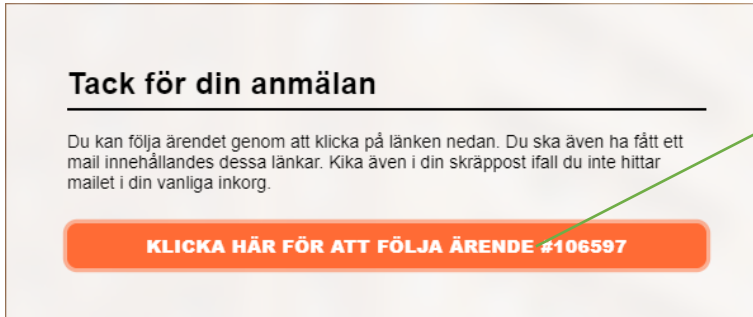 Tack för din anmälan
Du kan följa ärendet genom att klicka på länken nedan. Du ska även ha fått ett
mail innehållandes dessa länkar. Kika även i din skräppost ifall du inte hittar
mailet i din vanliga inkorg.
KLICKA HÄR FÖR ATT FÖLJA ÄRENDE #106597